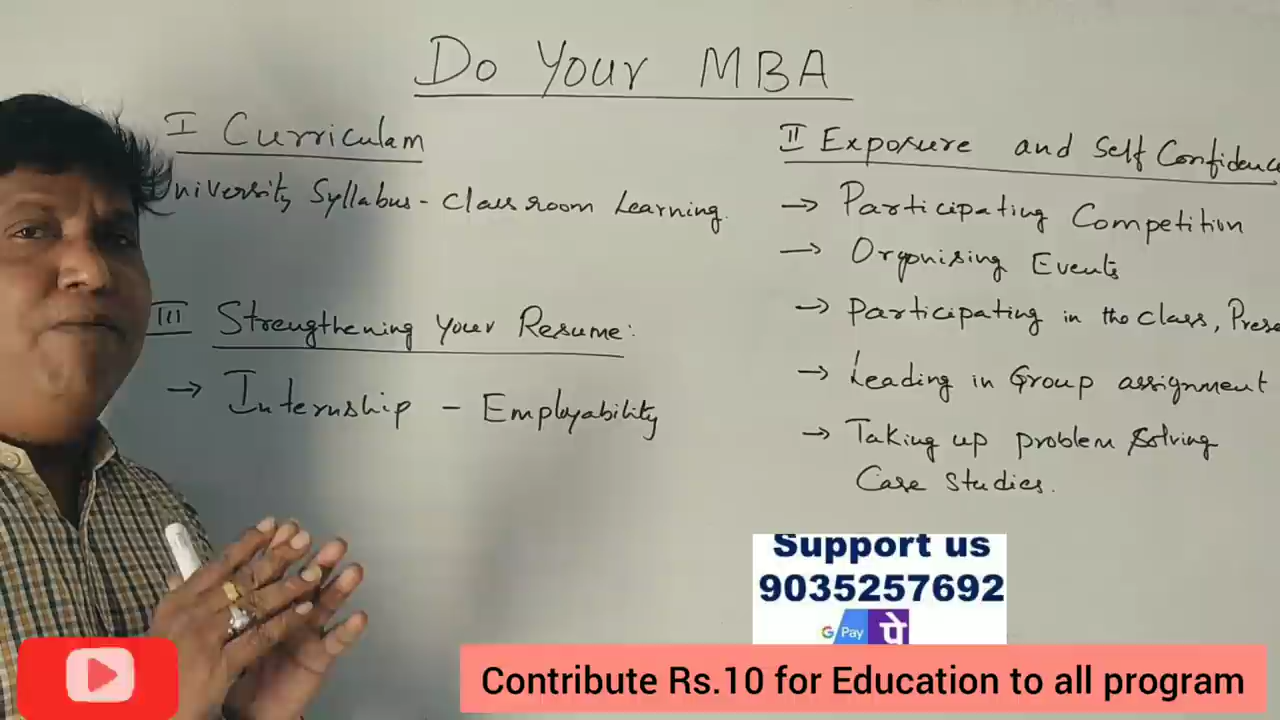 Do Your MBA
I Curriculam
University Syllabus - Classroom Learning.
III Strengthening Your Resume:
→ Internship - Employability
II Exposure and Self Confidence
→ Participating Competition
→ Organising Events
→ Participating in the class, Prese
→ Leading in Group assignment
→ Taking up problem solving
Case studies.
Support us
9035257692
G Pay पे
Contribute Rs.10 for Education to all program